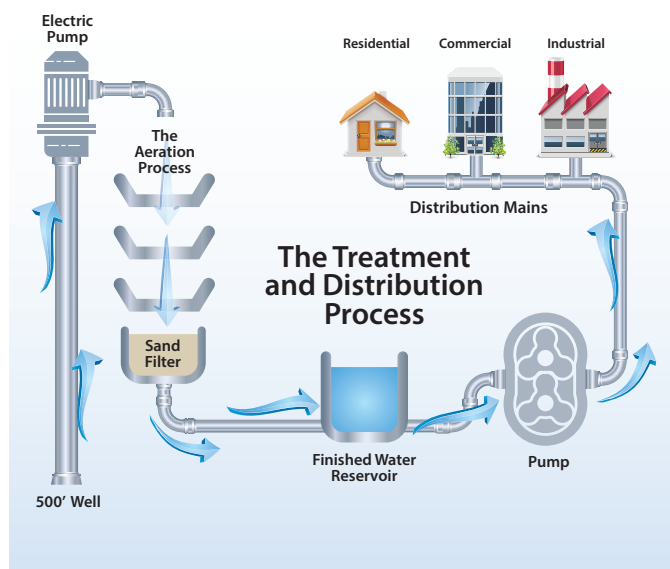 Electric
Pump
Residential
Commercial
Industrial
The
Aeration
Process
Distribution Mains
The Treatment
and Distribution
Process
Sand
Filter
Finished Water
Reservoir
Pump
500' Well